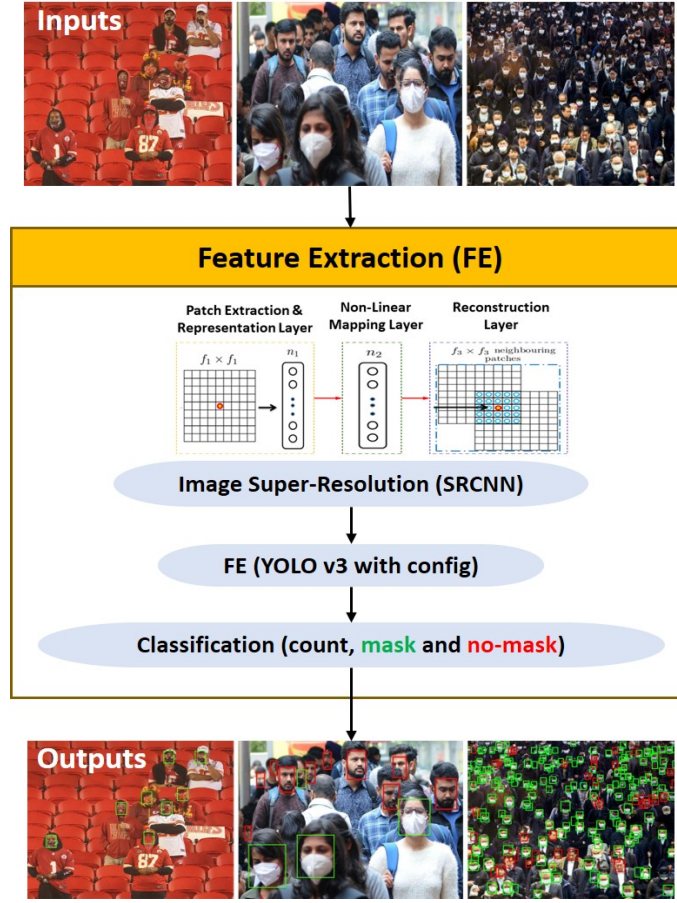 Inputs
1
87
Feature Extraction (FE)
Patch Extraction &
Representation Layer
Non-Linear
Mapping Layer
Reconstruction
Layer
f₁ × f₁
n₁
n₂
f₃ × f₃ neighbouring
patches
Image Super-Resolution (SRCNN)
FE (YOLO v3 with config)
Classification (count, mask and no-mask)
Outputs
1
87